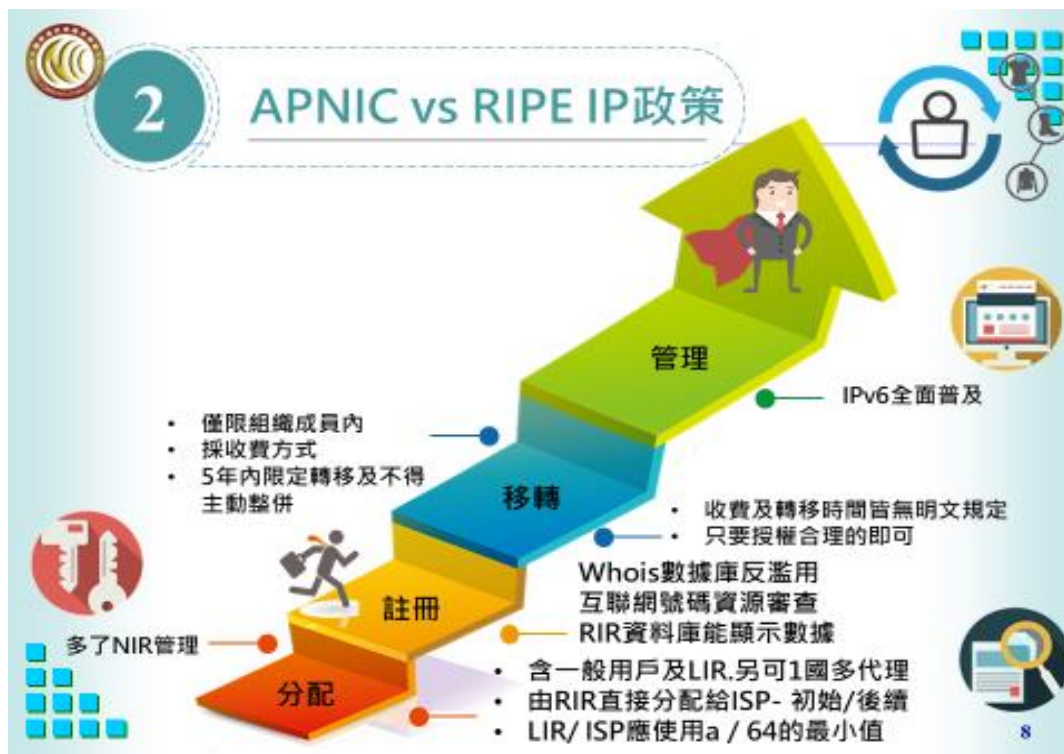 2
APNIC vs RIPE IP政策
管理
IPv6全面普及
• 僅限組織成員內
• 採收費方式
• 5年內限定轉移及不得
主動整併
移轉
• 收費及轉移時間皆無明文規定
• 只要授權合理的即可
註冊
Whois數據庫反濫用
互聯網號碼資源審查
RIR資料庫能顯示數據
多了NIR管理
分配
• 含一般用戶及LIR.另可1國多代理
• 由RIR直接分配給ISP- 初始/後續
• LIR/ ISP應使用a / 64的最小值
8